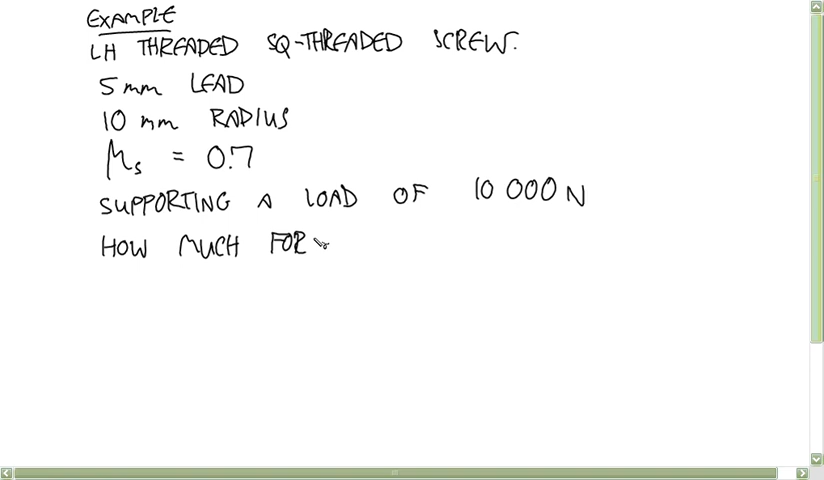 EXAMPLE
LH THREADED SQ-THREADED SCREW.
5 mm LEAD
10 mm RADIUS
μs = 0.7
SUPPORTING A LOAD OF 10 000 N
HOW MUCH FOR